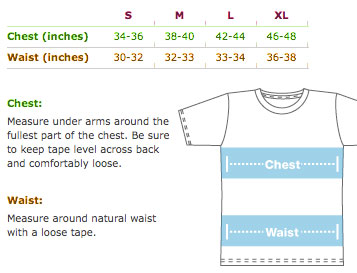 S M L XL
Chest (inches) 34-36 38-40 42-44 46-48
Waist (inches) 30-32 32-33 33-34 36-38
Chest:
Measure under arms around the
fullest part of the chest. Be sure
to keep tape level across back
and comfortably loose.
Chest
Waist:
Measure around natural waist
with a loose tape.
Waist